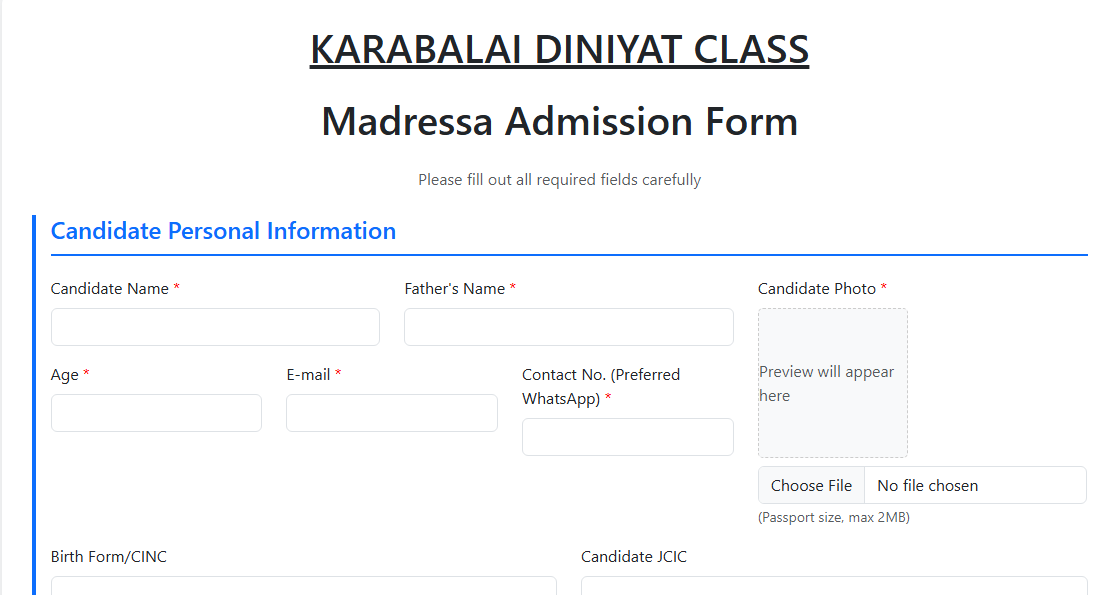 KARABALAI DINIYAT CLASS
Madressa Admission Form
Please fill out all required fields carefully
Candidate Personal Information
Candidate Name *
Father's Name *
Candidate Photo *
Preview will appear
here
Age *
E-mail *
Contact No. (Preferred
WhatsApp) *
Choose File No file chosen
(Passport size, max 2MB)
Birth Form/CINC
Candidate JCIC